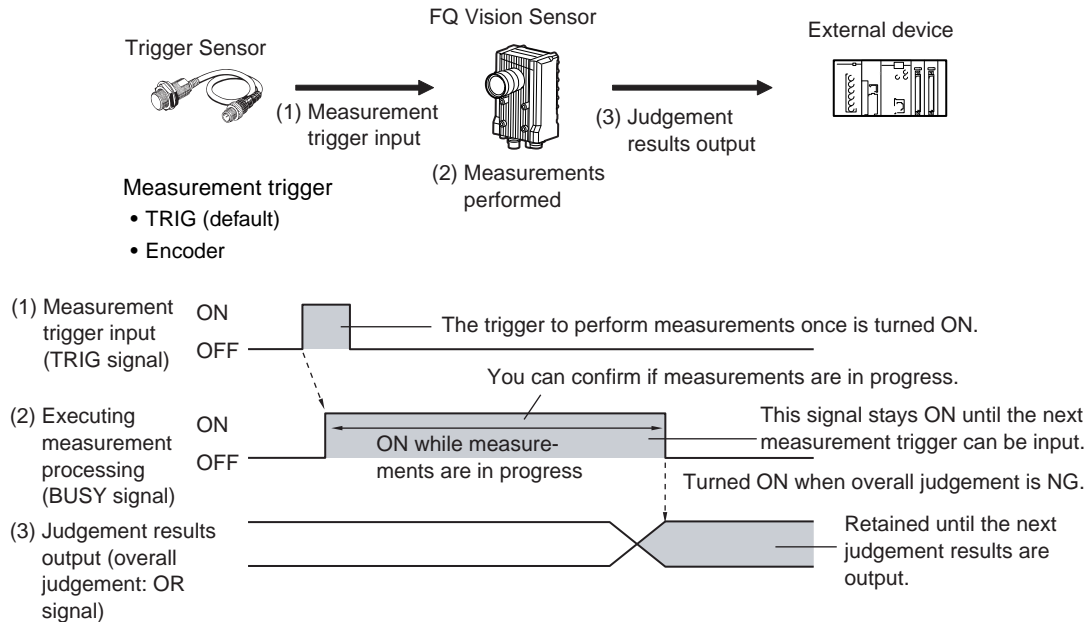 FQ Vision Sensor
Trigger Sensor
External device
(1) Measurement
trigger input
(3) Judgement
results output
(2) Measurements
performed
Measurement trigger
• TRIG (default)
• Encoder
(1) Measurement
trigger input
(TRIG signal)
ON
OFF
The trigger to perform measurements once is turned ON.
You can confirm if measurements are in progress.
(2) Executing
measurement
processing
(BUSY signal)
ON
OFF
ON while measure-
ments are in progress
This signal stays ON until the next
measurement trigger can be input.
Turned ON when overall judgement is NG.
(3) Judgement results
output (overall
judgement: OR
signal)
Retained until the next
judgement results are
output.